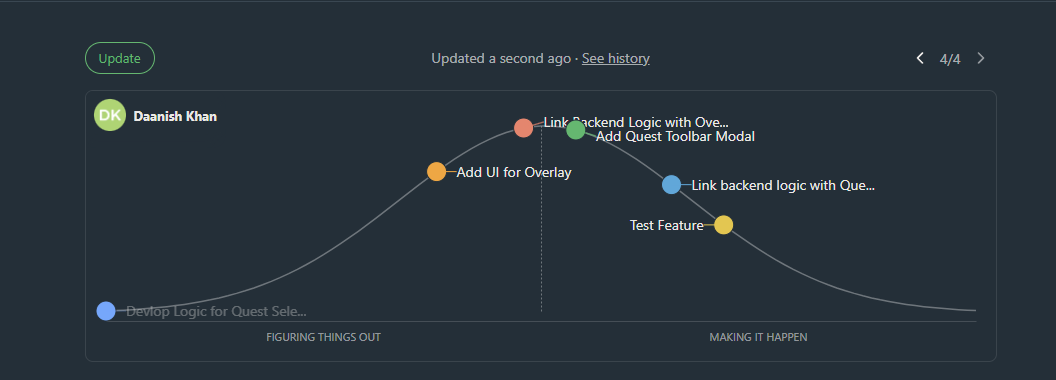 Update
Updated a second ago · See history
4/4
DK
Daanish Khan
Link Backend Logic with Ove...
Add Quest Toolbar Modal
Add UI for Overlay
Link backend logic with Que...
Test Feature
Devlop Logic for Quest Sele...
FIGURING THINGS OUT
MAKING IT HAPPEN